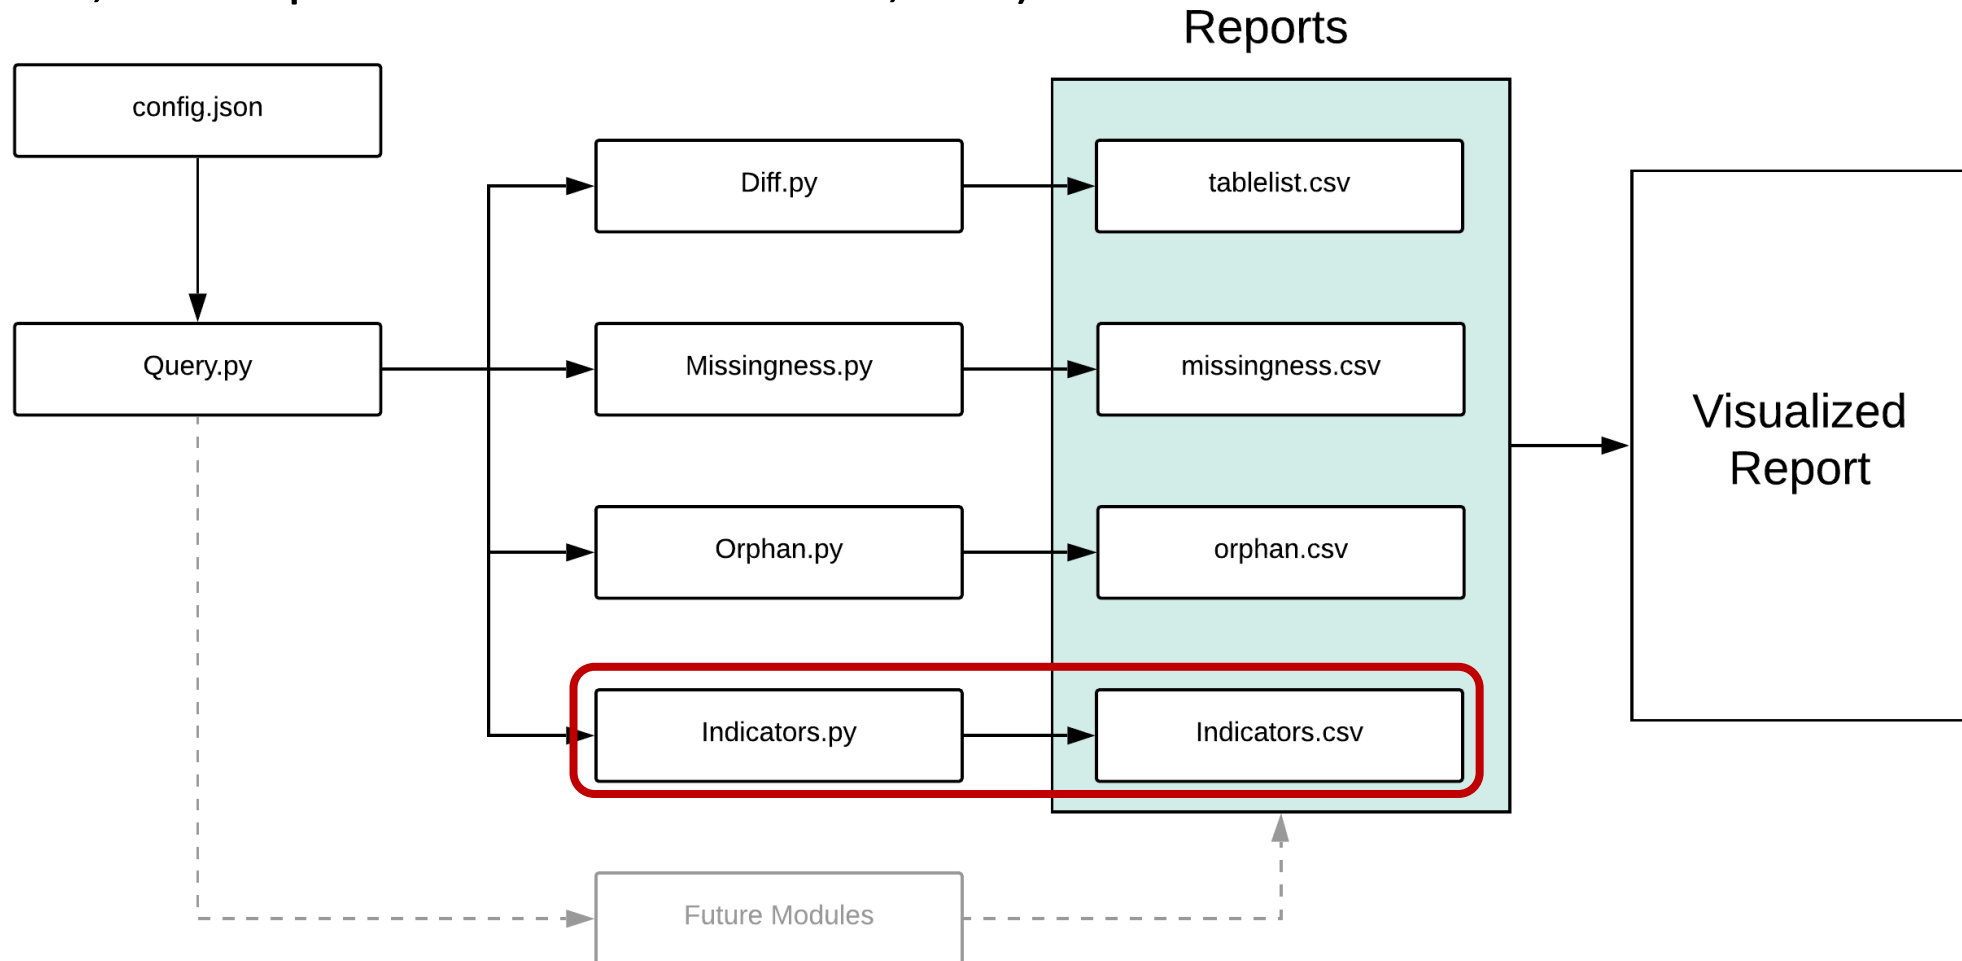 Reports
config.json
Diff.py
tablelist.csv
Query.py
Missingness.py
missingness.csv
Visualized
Report
Orphan.py
orphan.csv
Indicators.py
Indicators.csv
Future Modules